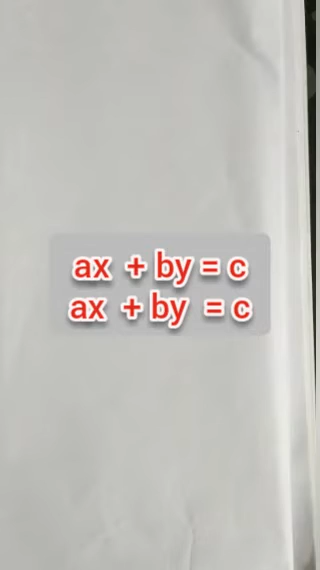 ax + by = c
ax + by = c